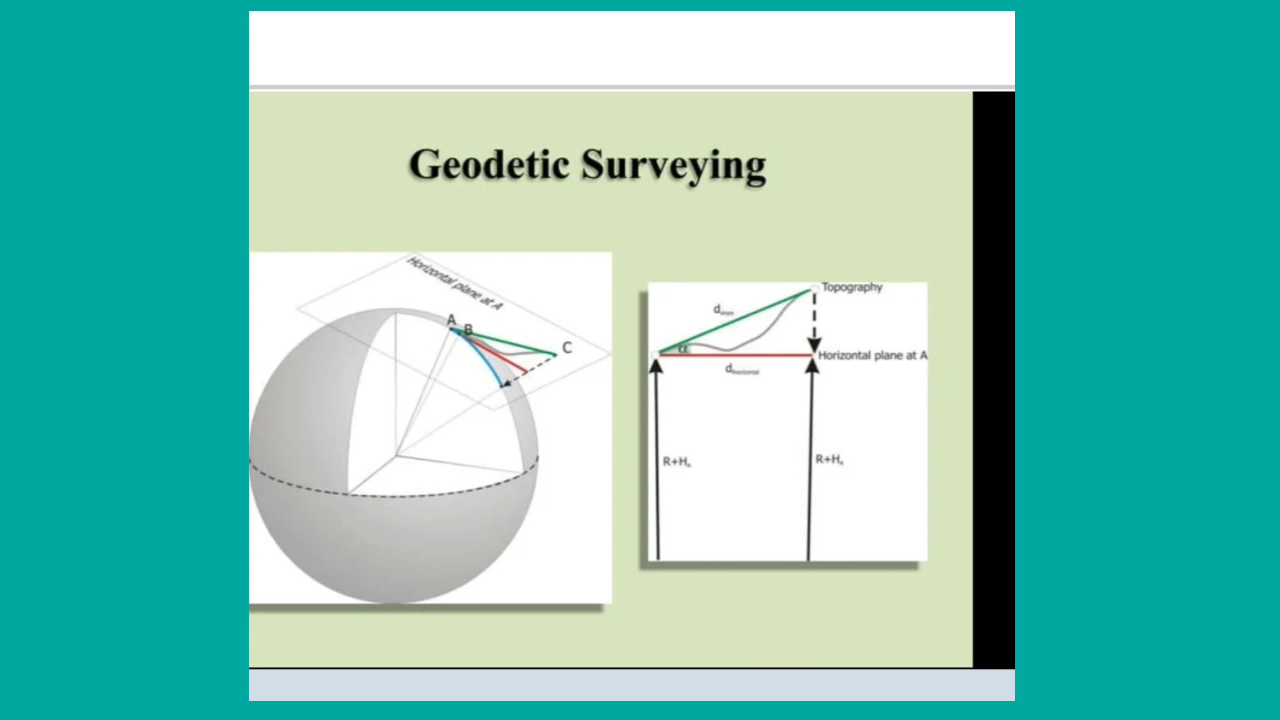 Geodetic Surveying
Horizontal plane at A
A
B
C
Topography
d
α
Horizontal plane at A
d
R+H
R+H